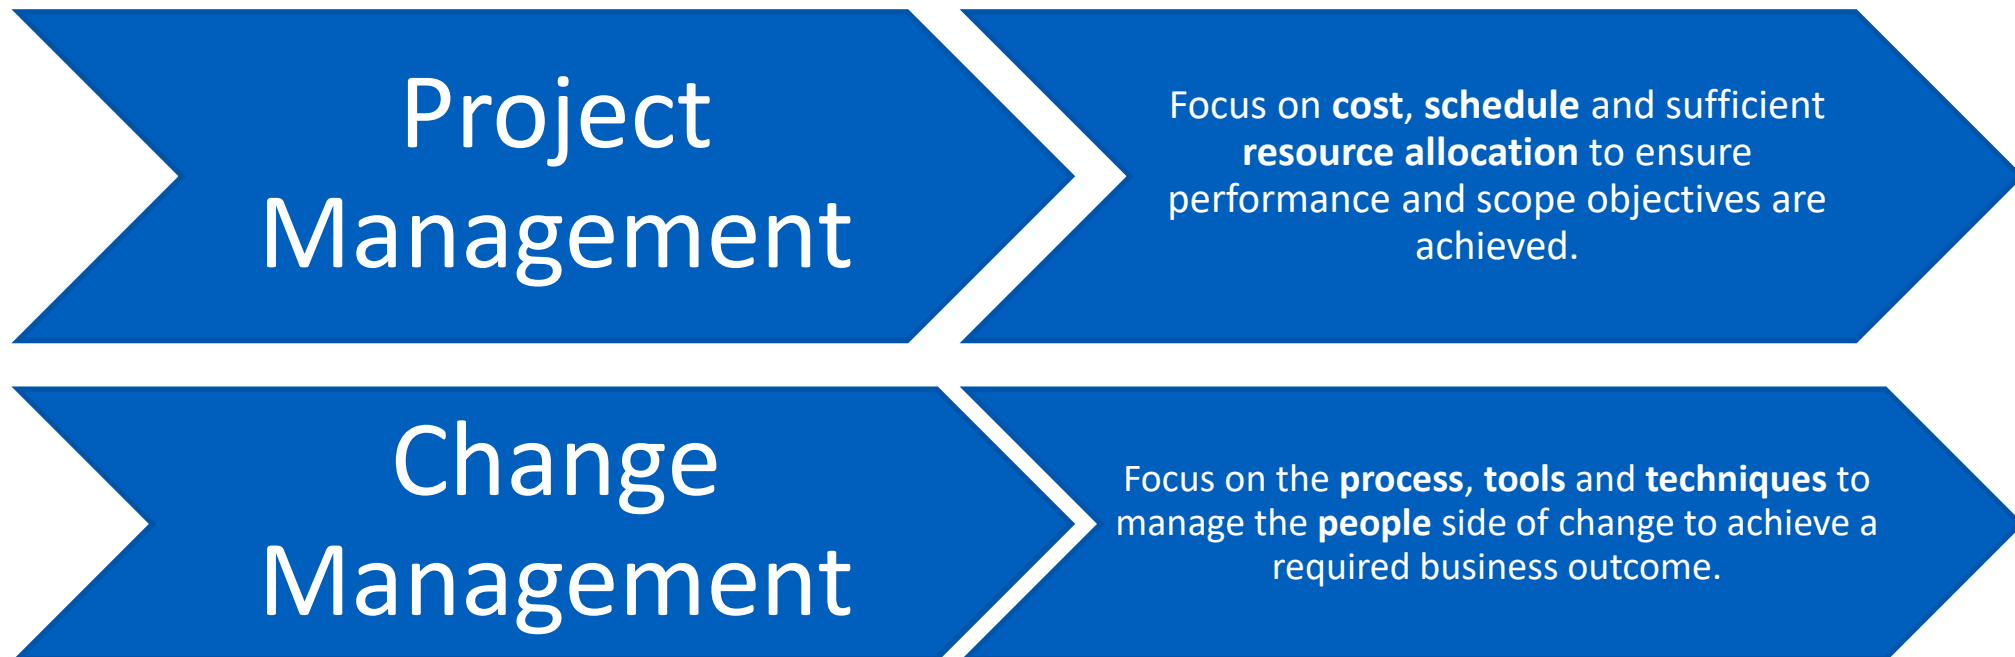 Project
Management
Focus on cost, schedule and sufficient
resource allocation to ensure
performance and scope objectives are
achieved.
Change
Management
Focus on the process, tools and techniques to
manage the people side of change to achieve a
required business outcome.